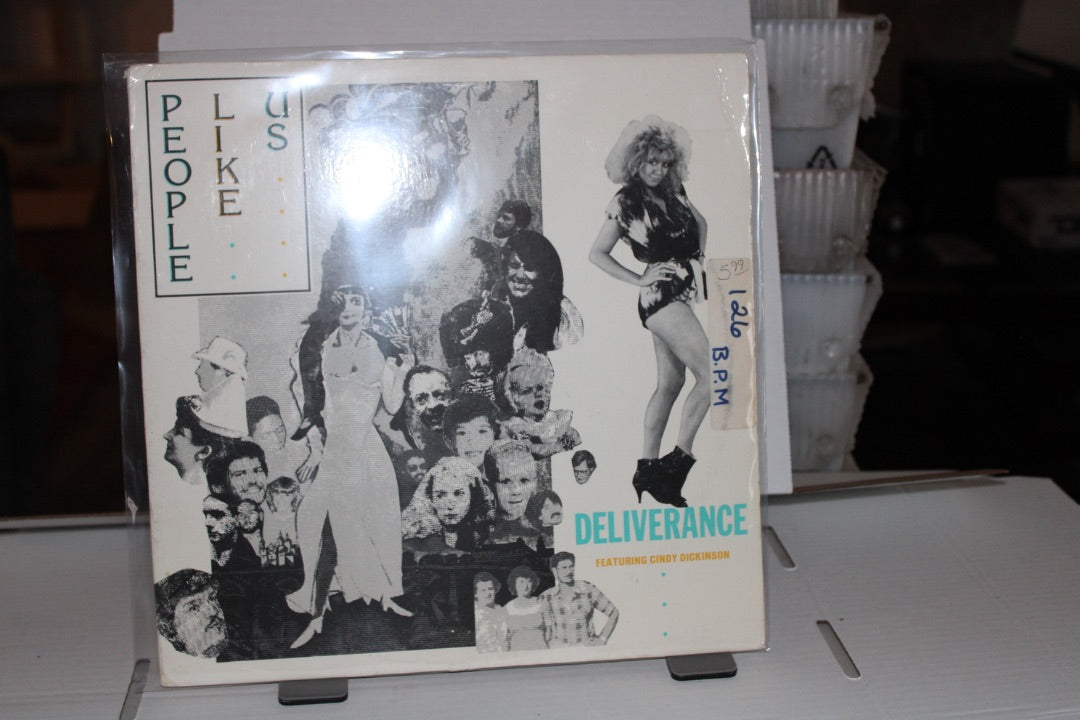 PEOPLE
LIKE
US
5.99
126 B.P.M
DELIVERANCE
FEATURING CINDY DICKINSON